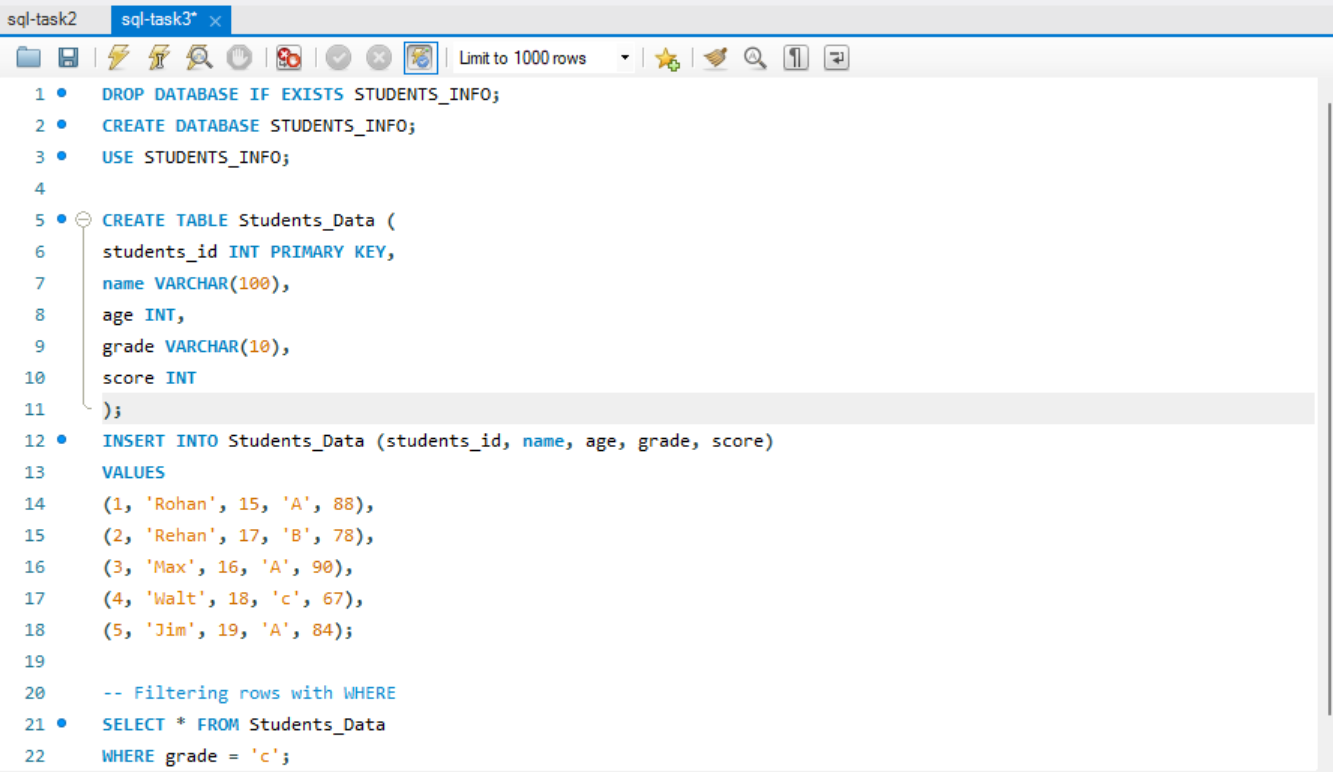 sql-task2 sql-task3* ×
Limit to 1000 rows
1 DROP DATABASE IF EXISTS STUDENTS_INFO;
2 CREATE DATABASE STUDENTS_INFO;
3 USE STUDENTS_INFO;
4
5 CREATE TABLE Students_Data (
6 students_id INT PRIMARY KEY,
7 name VARCHAR(100),
8 age INT,
9 grade VARCHAR(10),
10 score INT
11 );
12 INSERT INTO Students_Data (students_id, name, age, grade, score)
13 VALUES
14 (1, 'Rohan', 15, 'A', 88),
15 (2, 'Rehan', 17, 'B', 78),
16 (3, 'Max', 16, 'A', 90),
17 (4, 'Walt', 18, 'c', 67),
18 (5, 'Jim', 19, 'A', 84);
19
20 -- Filtering rows with WHERE
21 SELECT * FROM Students_Data
22 WHERE grade = 'c';